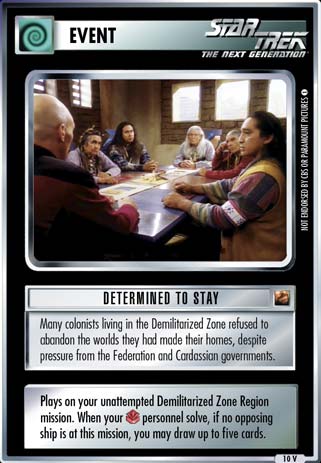 EVENT
STAR TREK
THE NEXT GENERATION®
NOT ENDORSED BY CBS OR PARAMOUNT PICTURES
DETERMINED TO STAY
Many colonists living in the Demilitarized Zone refused to
abandon the worlds they had made their homes, despite
pressure from the Federation and Cardassian governments.
Plays on your unattempted Demilitarized Zone Region
mission. When your personnel solve, if no opposing
ship is at this mission, you may draw up to five cards.
10 V